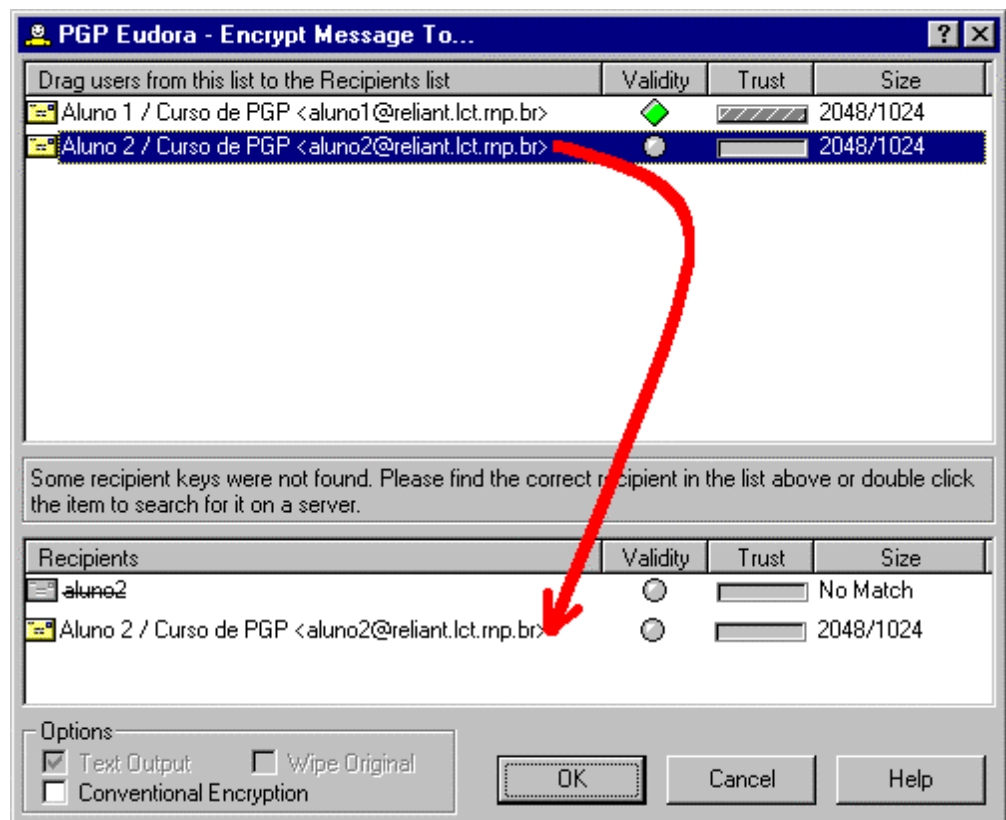 PGP Eudora - Encrypt Message To...
Drag users from this list to the Recipients list Validity Trust Size
Aluno 1 / Curso de PGP <aluno1@reliant.lct.rnp.br> 2048/1024
Aluno 2 / Curso de PGP <aluno2@reliant.lct.rnp.br> 2048/1024
Some recipient keys were not found. Please find the correct recipient in the list above or double click
the item to search for it on a server.
Recipients Validity Trust Size
aluno2 No Match
Aluno 2 / Curso de PGP <aluno2@reliant.lct.rnp.br> 2048/1024
Options
Text Output Wipe Original
Conventional Encryption
OK Cancel Help